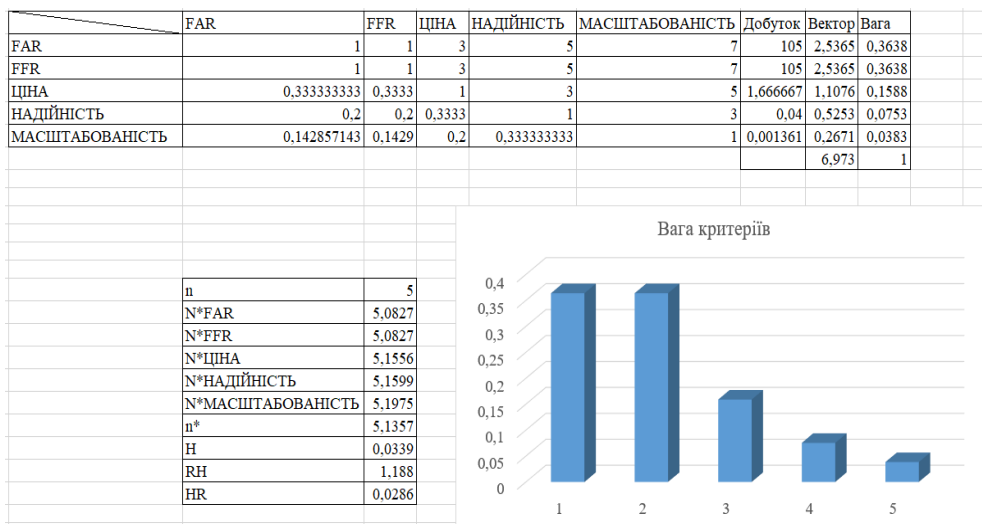 FAR FFR ЦІНА НАДІЙНІСТЬ МАСШТАБОВАНІСТЬ Добуток Вектор Вага
FAR 1 1 3 5 7 105 2,5365 0,3638
FFR 1 1 3 5 7 105 2,5365 0,3638
ЦІНА 0,333333333 0,3333 1 3 5 1,666667 1,1076 0,1588
НАДІЙНІСТЬ 0,2 0,2 0,3333 1 3 0,04 0,5253 0,0753
МАСШТАБОВАНІСТЬ 0,142857143 0,1429 0,2 0,333333333 1 0,001361 0,2671 0,0383
6,973 1
n 5
N*FAR 5,0827
N*FFR 5,0827
N*ЦІНА 5,1556
N*НАДІЙНІСТЬ 5,1599
N*МАСШТАБОВАНІСТЬ 5,1975
n* 5,1357
H 0,0339
RH 1,188
HR 0,0286
Вага критеріїв
0,4
0,35
0,3
0,25
0,2
0,15
0,1
0,05
0
1 2 3 4 5